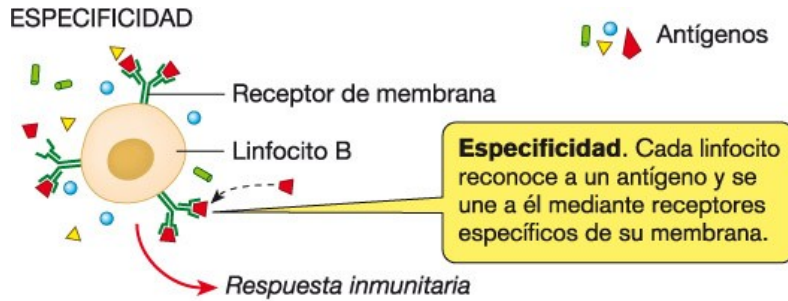 ESPECIFICIDAD
Antígenos
Receptor de membrana
Linfocito B
Especificidad. Cada linfocito
reconoce a un antígeno y se
une a él mediante receptores
específicos de su membrana.
Respuesta inmunitaria